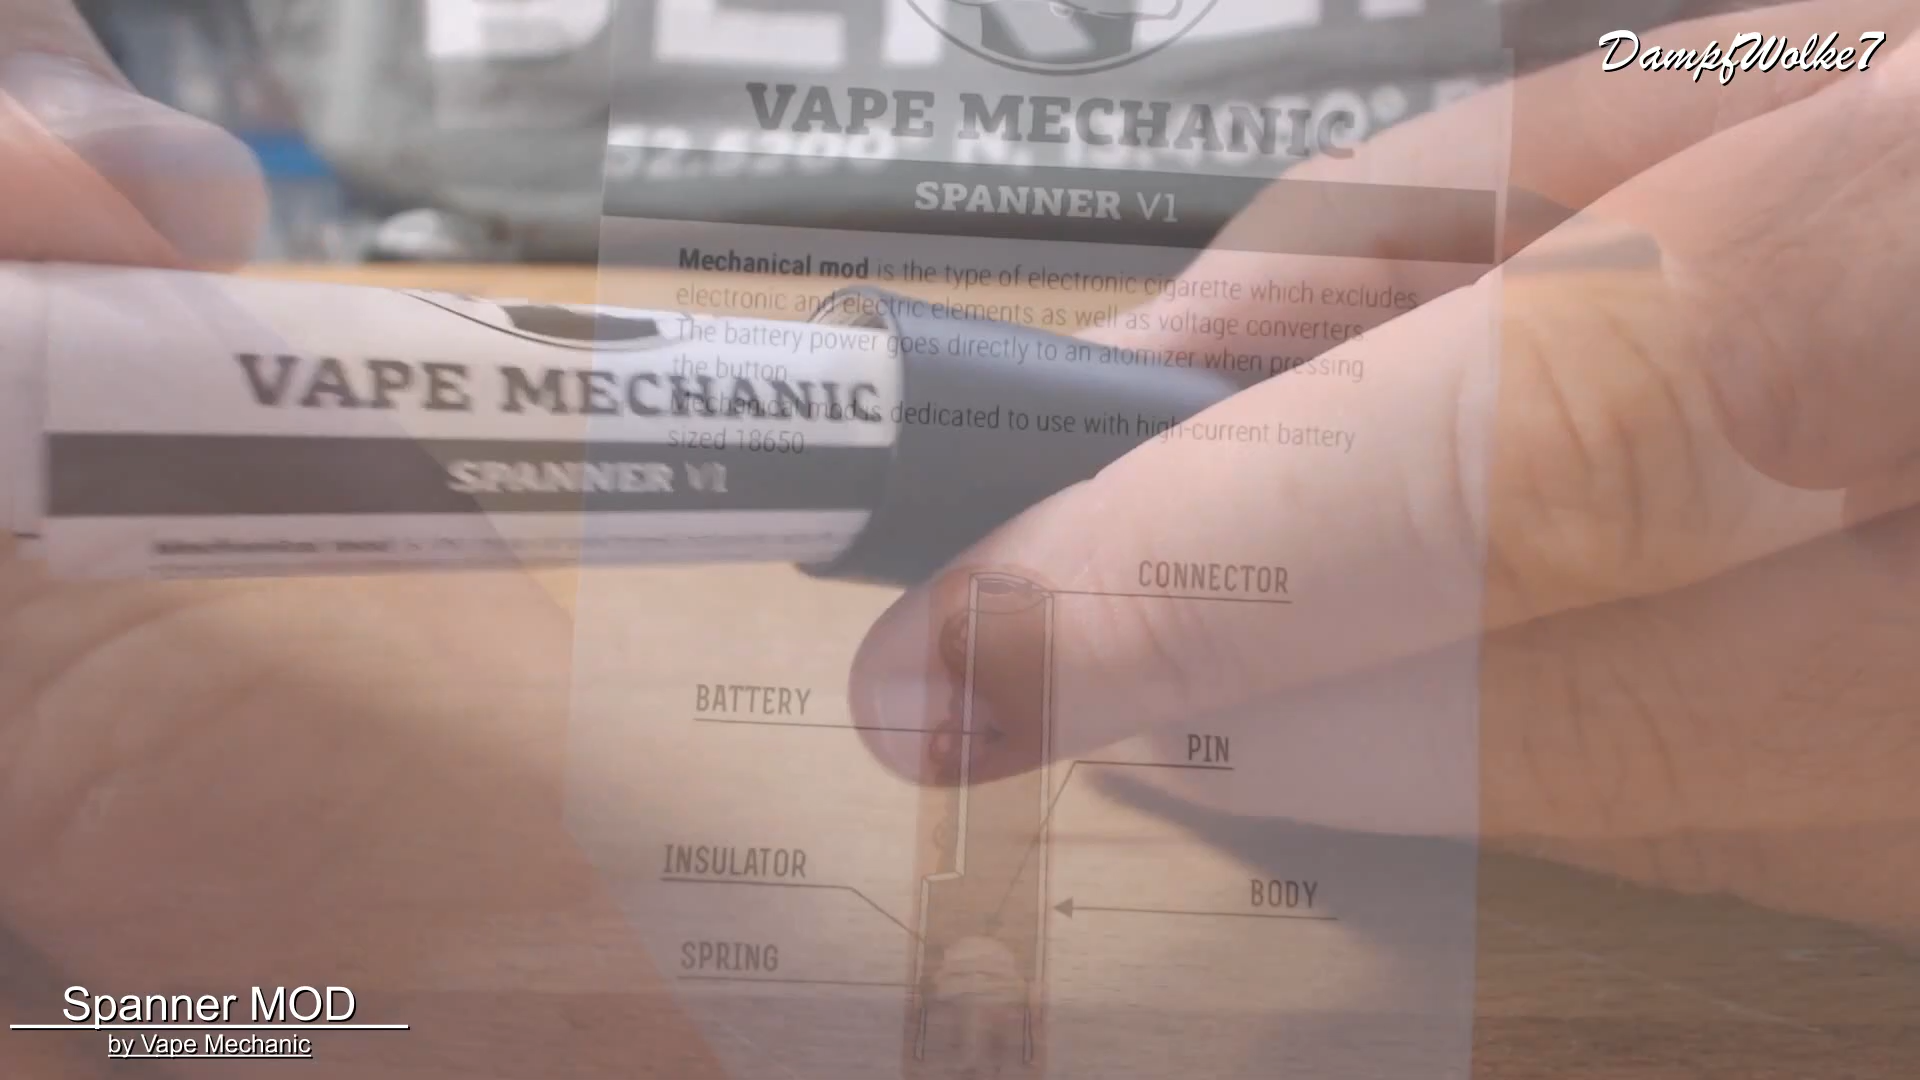 DampfWolke7
VAPE MECHANIC
SPANNER V1
Mechanical mod is the type of electronic cigarette which excludes
electronic and electric elements as well as voltage converters.
The battery power goes directly to an atomizer when pressing
the button.
Mechanical mod is dedicated to use with high-current battery
sized 18650.
VAPE MECHANIC
SPANNER V1
CONNECTOR
BATTERY
PIN
INSULATOR
BODY
SPRING
Spanner MOD
by Vape Mechanic